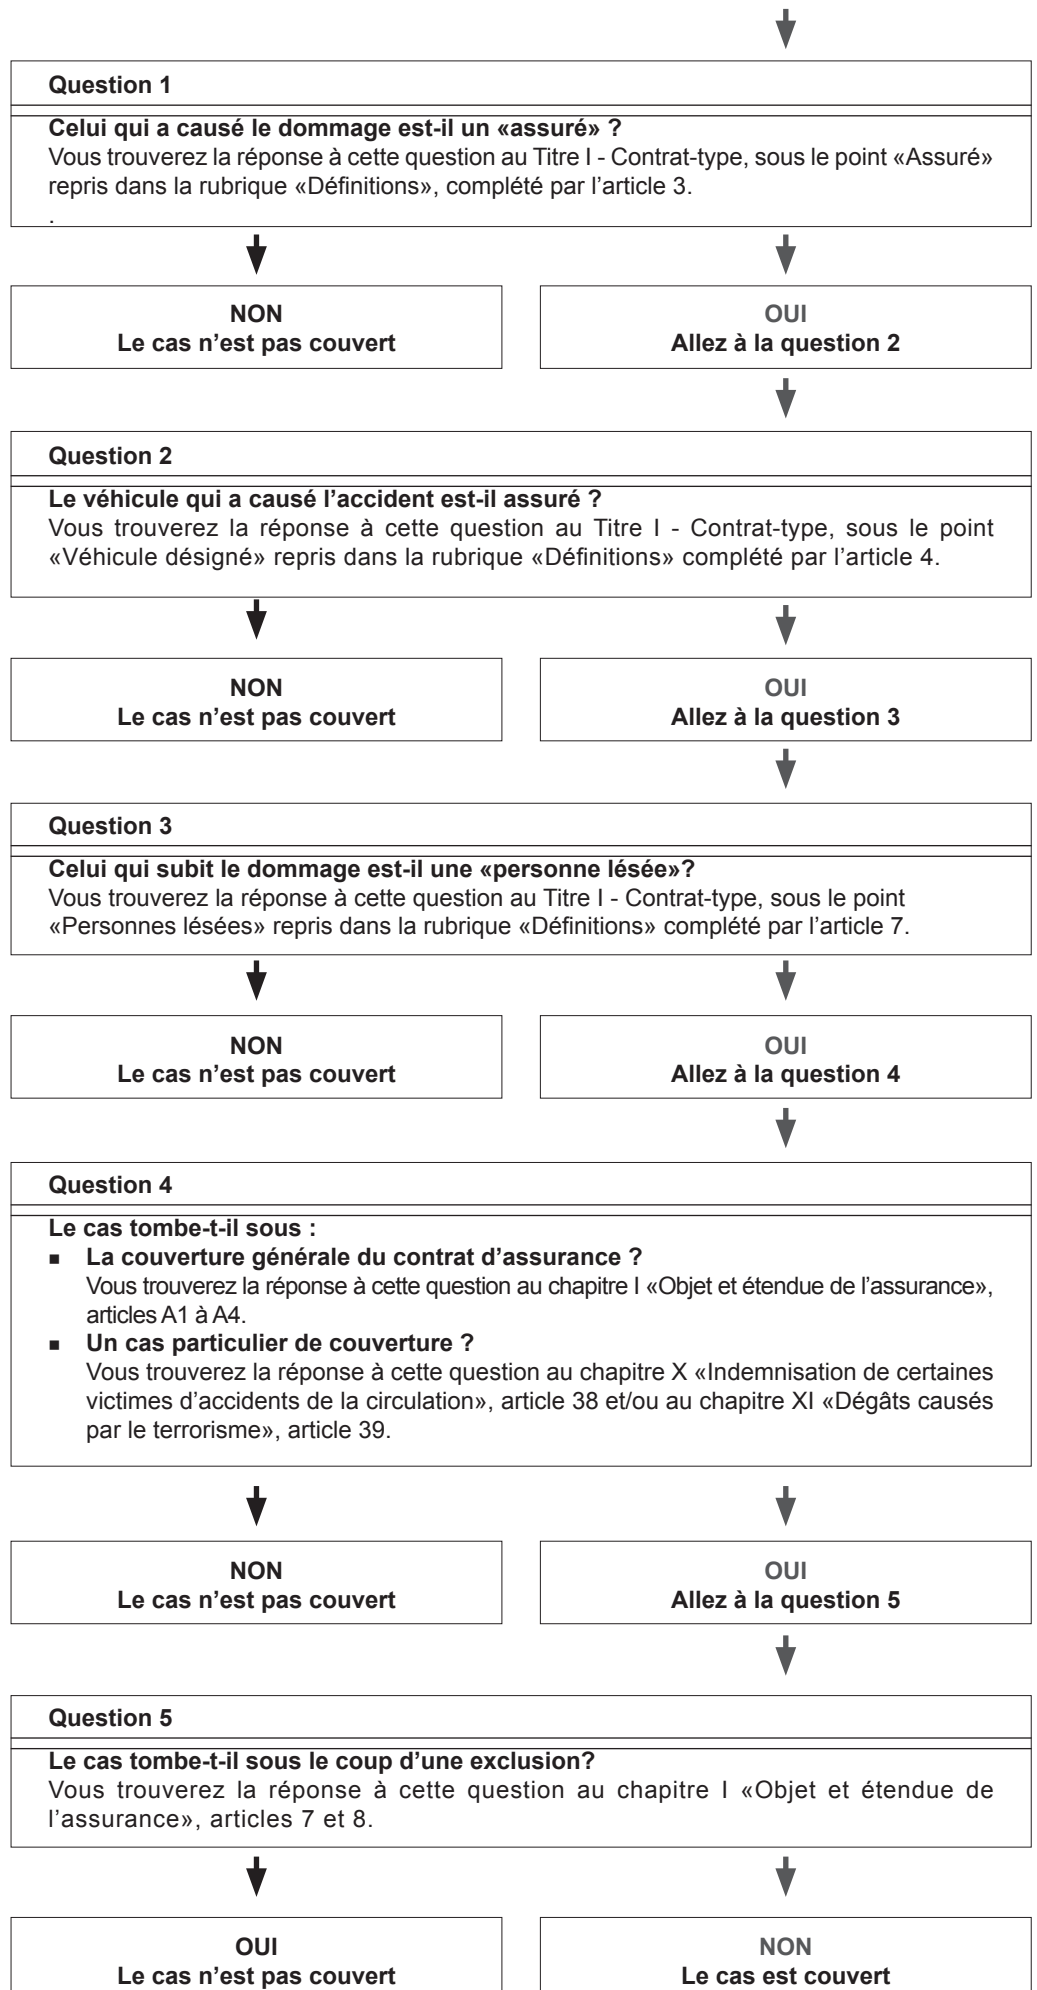 Question 1
Celui qui a causé le dommage est-il un «assuré» ?
Vous trouverez la réponse à cette question au Titre I - Contrat-type, sous le point «Assuré»
repris dans la rubrique «Définitions», complété par l’article 3.
.
NON
Le cas n’est pas couvert
OUI
Allez à la question 2
Question 2
Le véhicule qui a causé l’accident est-il assuré ?
Vous trouverez la réponse à cette question au Titre I - Contrat-type, sous le point
«Véhicule désigné» repris dans la rubrique «Définitions» complété par l’article 4.
NON
Le cas n’est pas couvert
OUI
Allez à la question 3
Question 3
Celui qui subit le dommage est-il une «personne lésée»?
Vous trouverez la réponse à cette question au Titre I - Contrat-type, sous le point
«Personnes lésées» repris dans la rubrique «Définitions» complété par l’article 7.
NON
Le cas n’est pas couvert
OUI
Allez à la question 4
Question 4
Le cas tombe-t-il sous :
■ La couverture générale du contrat d’assurance ?
Vous trouverez la réponse à cette question au chapitre I «Objet et étendue de l’assurance»,
articles A1 à A4.
■ Un cas particulier de couverture ?
Vous trouverez la réponse à cette question au chapitre X «Indemnisation de certaines
victimes d’accidents de la circulation», article 38 et/ou au chapitre XI «Dégâts causés
par le terrorisme», article 39.
NON
Le cas n’est pas couvert
OUI
Allez à la question 5
Question 5
Le cas tombe-t-il sous le coup d’une exclusion?
Vous trouverez la réponse à cette question au chapitre I «Objet et étendue de
l’assurance», articles 7 et 8.
OUI
Le cas n’est pas couvert
NON
Le cas est couvert